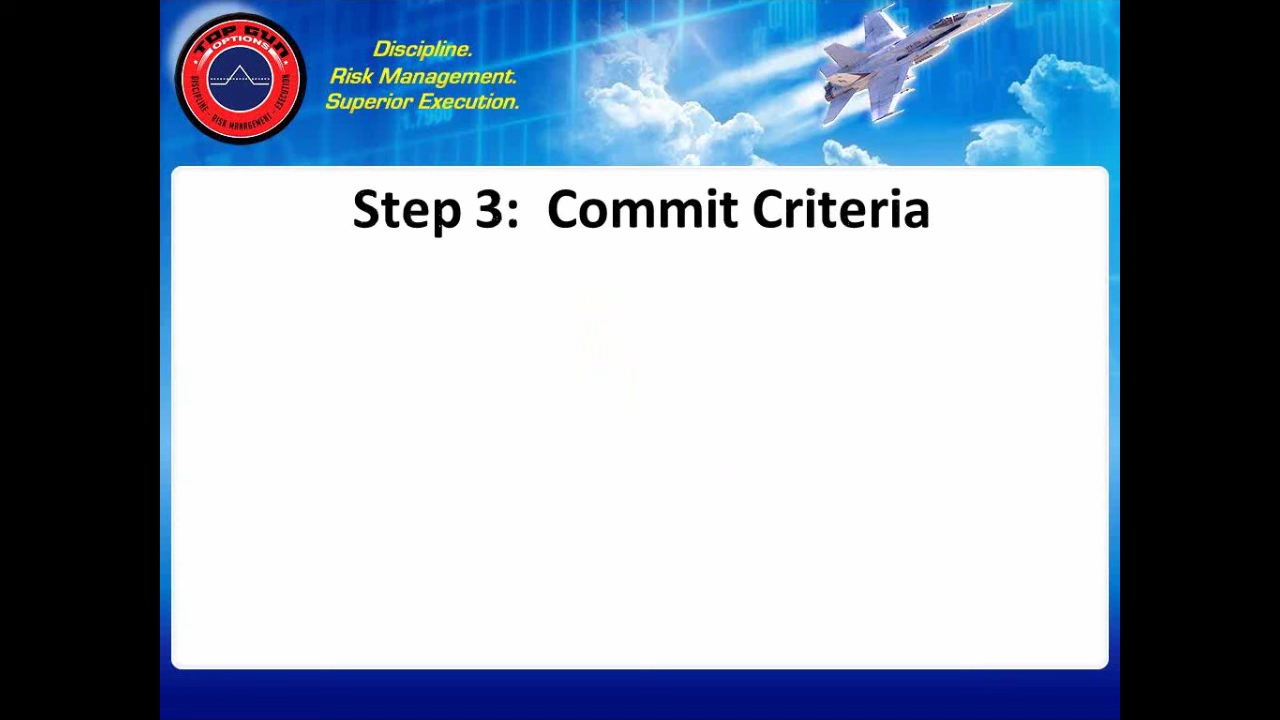 TOP GUN
OPTIONS
DISCIPLINE - RISK MANAGEMENT - EXECUTION
Discipline.
Risk Management.
Superior Execution.
Step 3: Commit Criteria